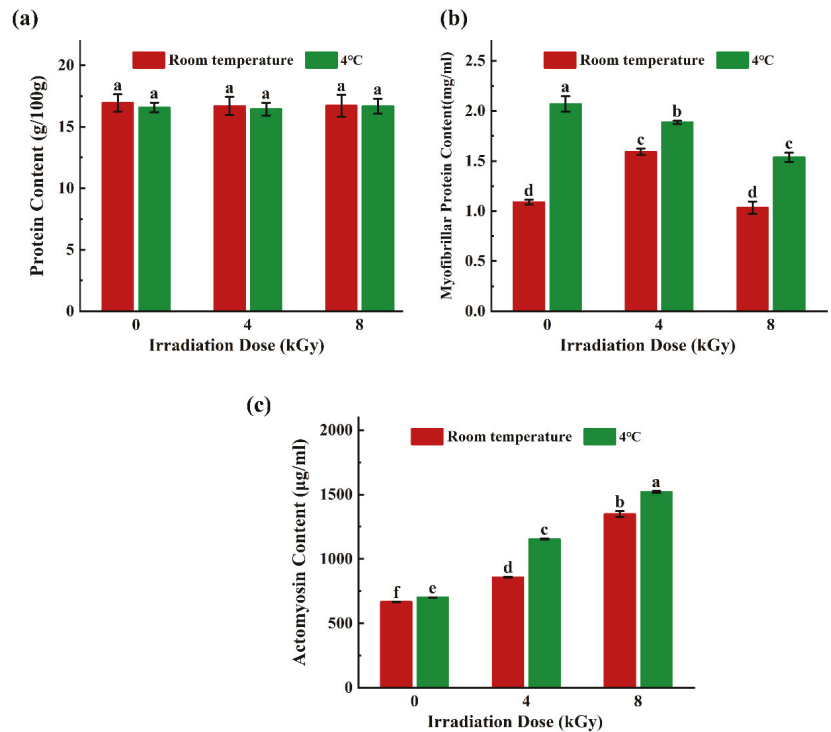 (a)
Room temperature 4°C
Protein Content (g/100g)
20
15
10
5
0
a a a a a a
0 4 8
Irradiation Dose (kGy)
(b)
Room temperature 4°C
Myofibrillar Protein Content(mg/ml)
2.5
2.0
1.5
1.0
0.5
0.0
d a c b d c
0 4 8
Irradiation Dose (kGy)
(c)
Room temperature 4°C
Actomyosin Content (μg/ml)
2000
1500
1000
500
0
f e d c b a
0 4 8
Irradiation Dose (kGy)